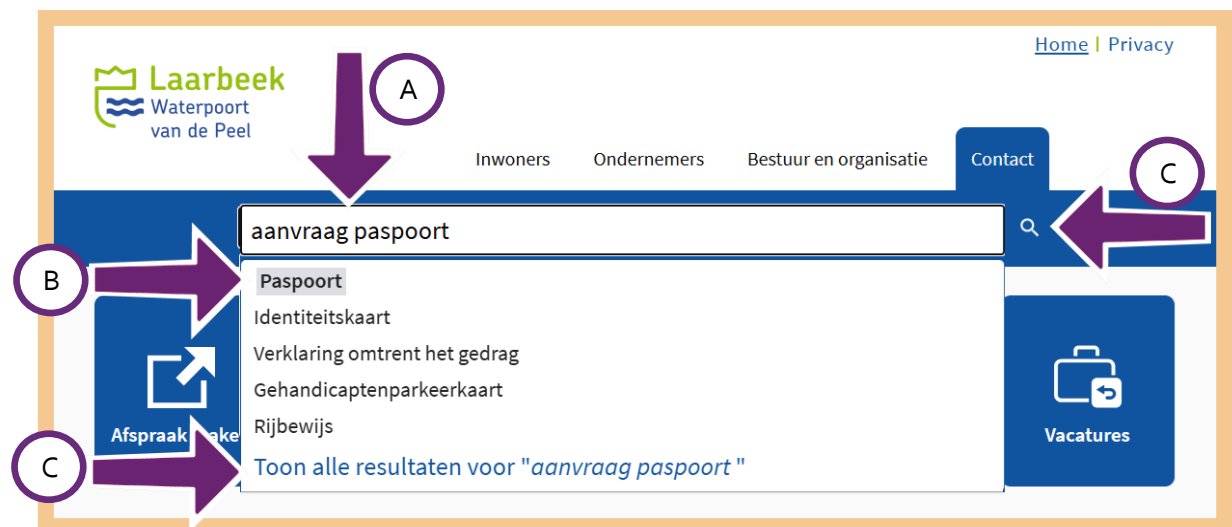 Home | Privacy
Laarbeek
Waterpoort
van de Peel
A
Inwoners Ondernemers Bestuur en organisatie Contact
C
aanvraag paspoort
B
Paspoort
Identiteitskaart
Verklaring omtrent het gedrag
Gehandicaptenparkeerkaart
Rijbewijs
Afspraak
Vacatures
C
Toon alle resultaten voor "aanvraag paspoort "